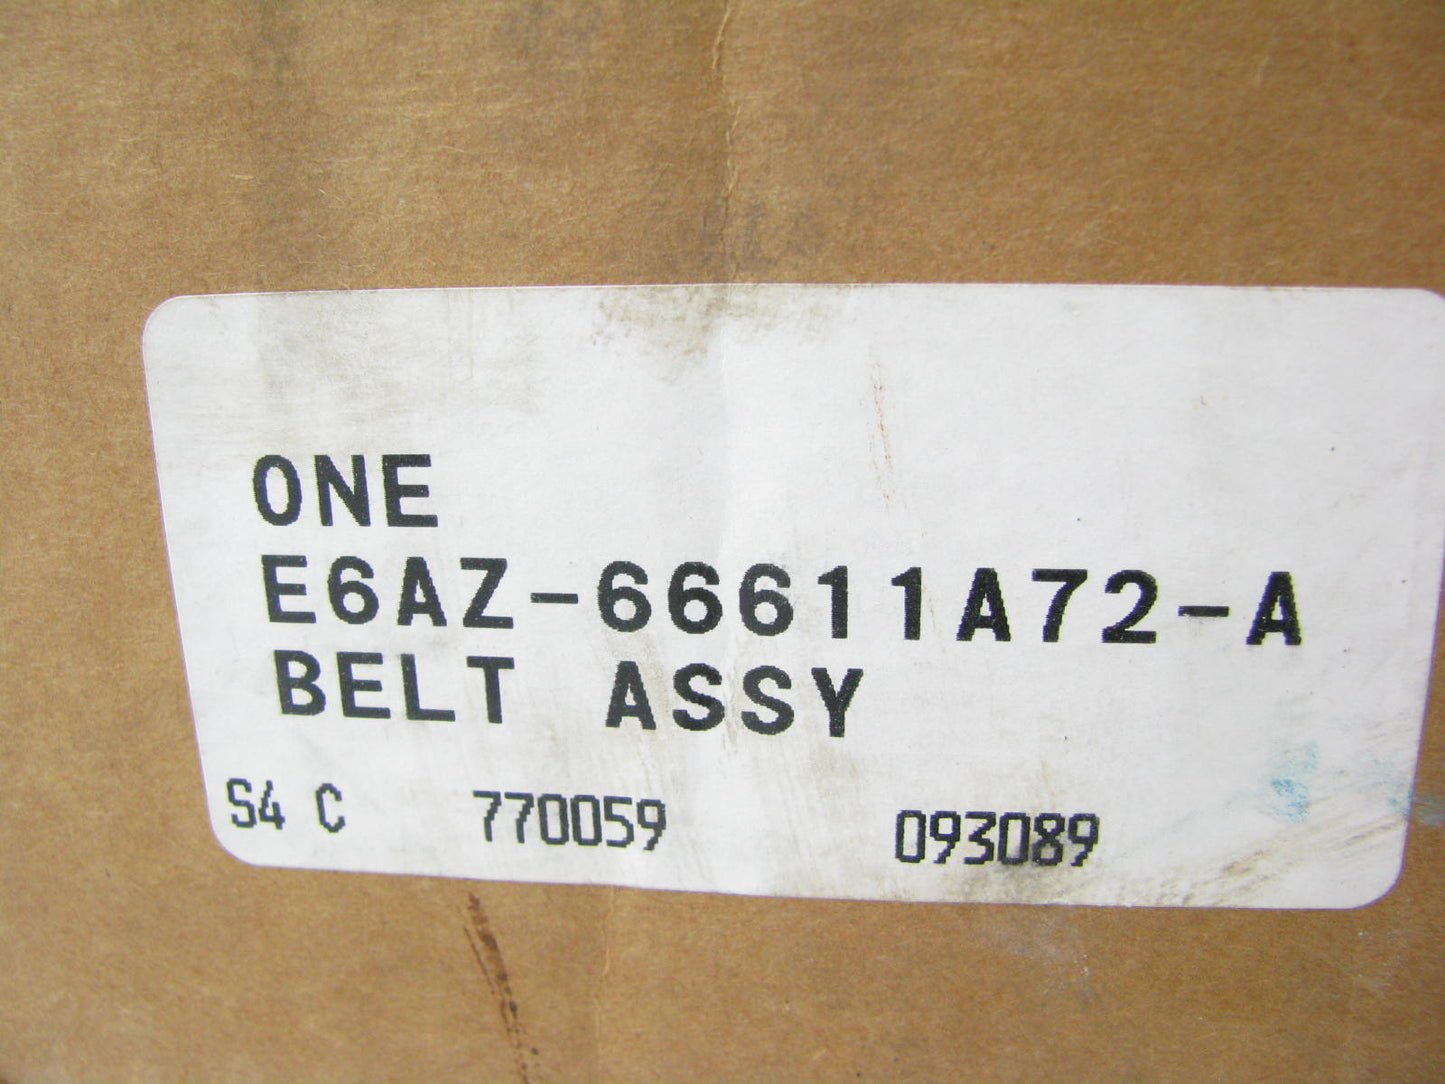 ONE
E6AZ-66611A72-A
BELT ASSY
S4 C 770059 093089